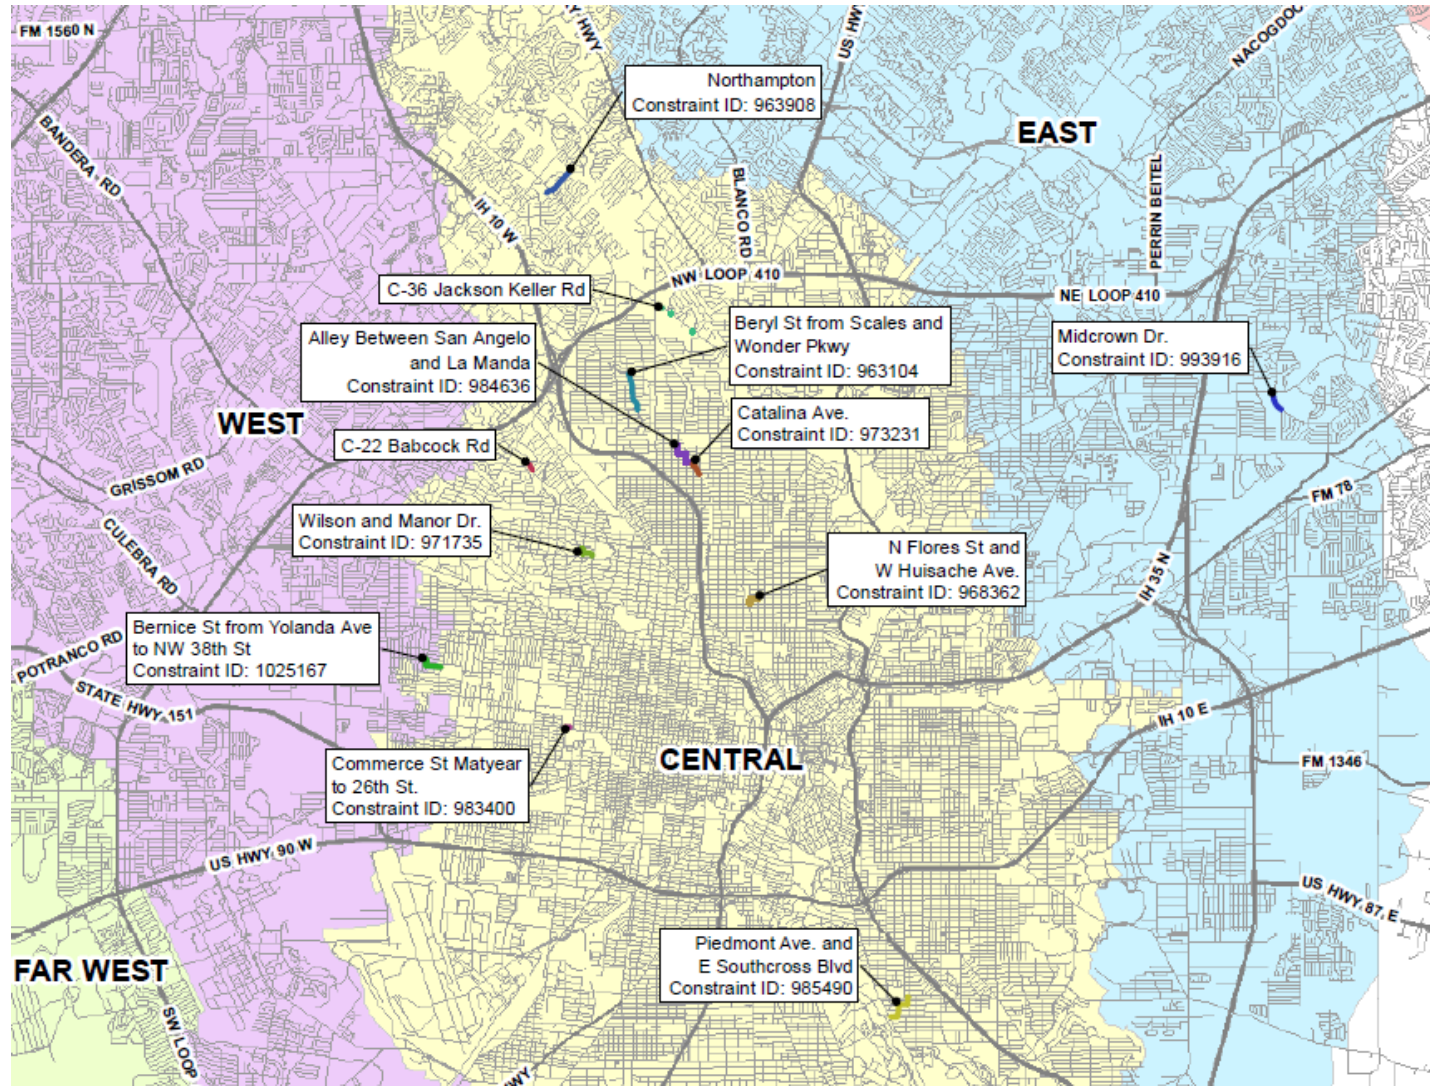 FM 1560 N
HWY
US HWY
NACOGDOC
Northampton
Constraint ID: 963908
EAST
BANDERA RD
BLANCO RD
PERRIN BEITEL
IH 10 W
C-36 Jackson Keller Rd
NW LOOP 410
NE LOOP 410
Alley Between San Angelo
and La Manda
Constraint ID: 984636
Beryl St from Scales and
Wonder Pkwy
Constraint ID: 963104
Midcrown Dr.
Constraint ID: 993916
WEST
Catalina Ave.
Constraint ID: 973231
C-22 Babcock Rd
GRISSOM RD
FM 78
CULEBRA RD
Wilson and Manor Dr.
Constraint ID: 971735
N Flores St and
W Huisache Ave.
Constraint ID: 968362
IH 35 N
Bernice St from Yolanda Ave
to NW 38th St
Constraint ID: 1025167
POTRANCO RD
STATE HWY 151
IH 10 E
CENTRAL
Commerce St Matyear
to 26th St.
Constraint ID: 983400
FM 1346
US HWY 90 W
US HWY 87 E
Piedmont Ave. and
E Southcross Blvd
Constraint ID: 985490
FAR WEST
SW LOOP
HWY